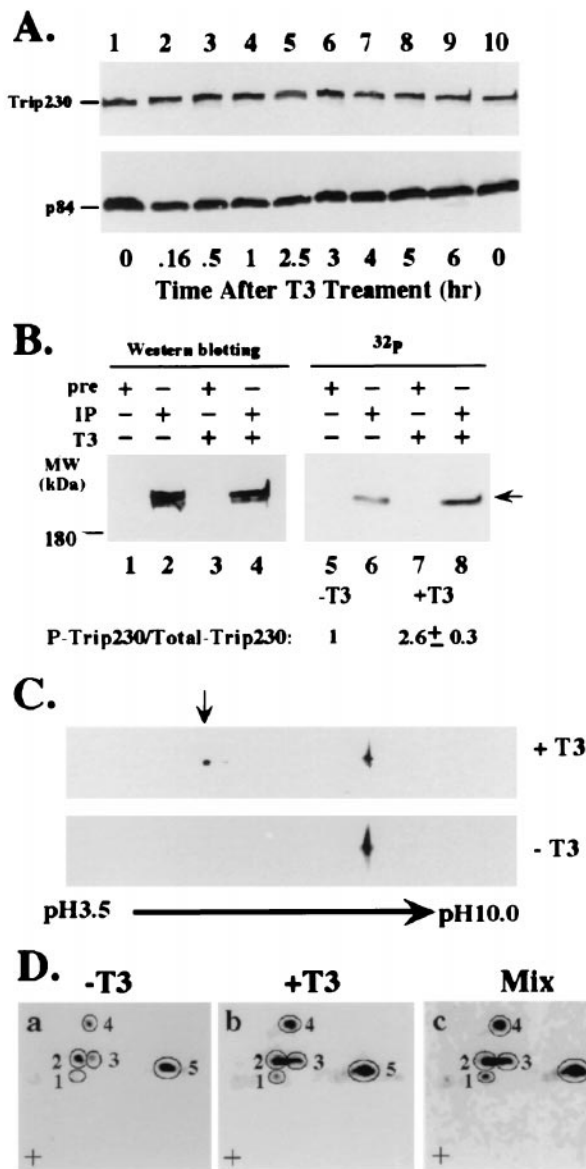 A.
1 2 3 4 5 6 7 8 9 10
Trip230
p84
0 .16 .5 1 2.5 3 4 5 6 0
Time After T3 Treament (hr)
B.
Western blotting 32p
pre + − + − + − + −
IP − + − + − + − +
T3 − − + + − − + +
MW
(kDa)
180
1 2 3 4 5 6 7 8
-T3 +T3
P-Trip230/Total-Trip230: 1 2.6± 0.3
C.
+ T3
- T3
pH3.5 pH10.0
D.
-T3 +T3 Mix
a b c
4 4 4
2 3 2 3 2 3
5 5
1 1 1
+ + +